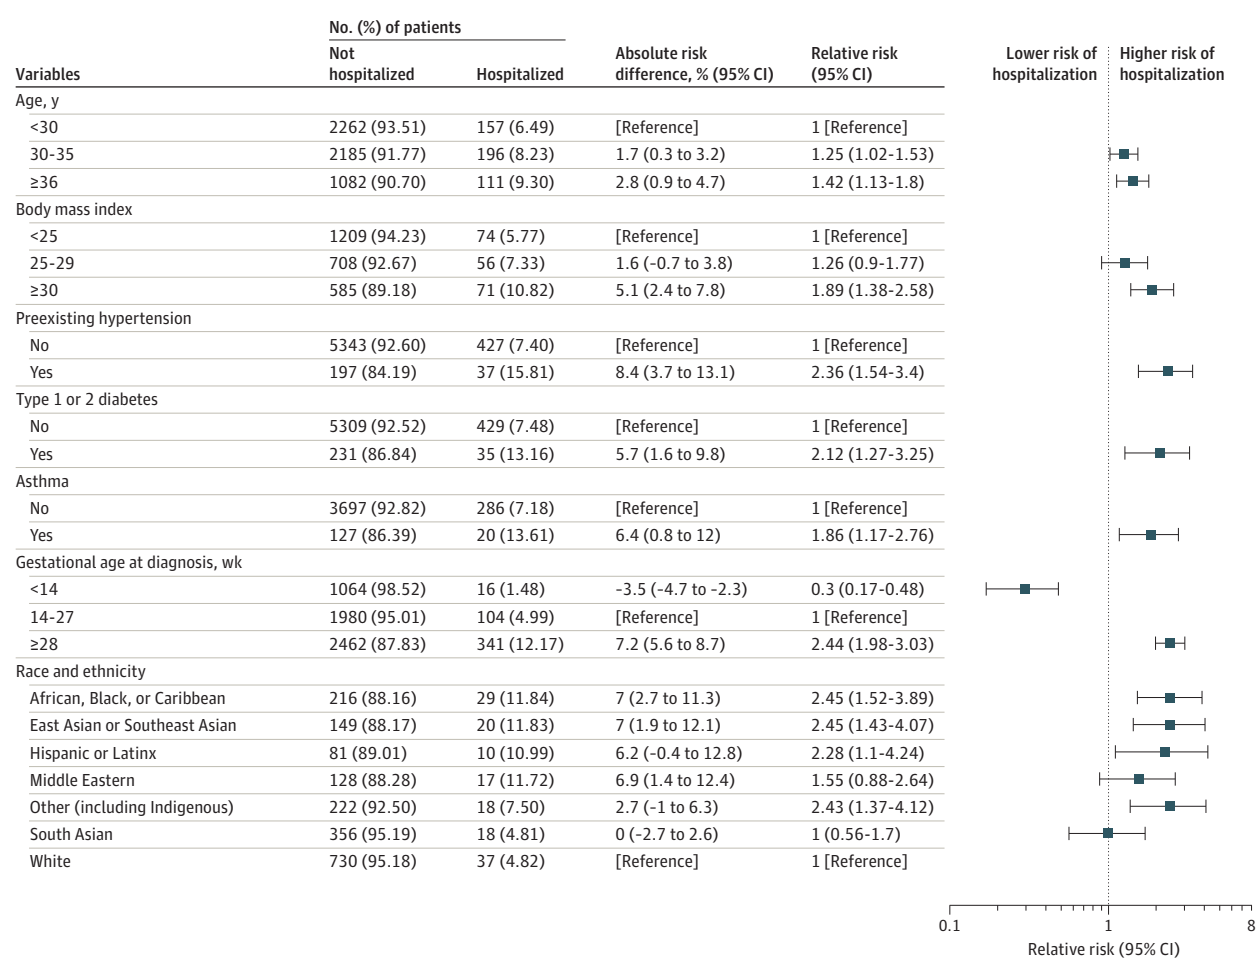 No. (%) of patients
Variables Not hospitalized Hospitalized Absolute risk difference, % (95% CI) Relative risk (95% CI) Lower risk of hospitalization Higher risk of hospitalization
Age, y
<30 2262 (93.51) 157 (6.49) [Reference] 1 [Reference]
30-35 2185 (91.77) 196 (8.23) 1.7 (0.3 to 3.2) 1.25 (1.02-1.53)
≥36 1082 (90.70) 111 (9.30) 2.8 (0.9 to 4.7) 1.42 (1.13-1.8)
Body mass index
<25 1209 (94.23) 74 (5.77) [Reference] 1 [Reference]
25-29 708 (92.67) 56 (7.33) 1.6 (-0.7 to 3.8) 1.26 (0.9-1.77)
≥30 585 (89.18) 71 (10.82) 5.1 (2.4 to 7.8) 1.89 (1.38-2.58)
Preexisting hypertension
No 5343 (92.60) 427 (7.40) [Reference] 1 [Reference]
Yes 197 (84.19) 37 (15.81) 8.4 (3.7 to 13.1) 2.36 (1.54-3.4)
Type 1 or 2 diabetes
No 5309 (92.52) 429 (7.48) [Reference] 1 [Reference]
Yes 231 (86.84) 35 (13.16) 5.7 (1.6 to 9.8) 2.12 (1.27-3.25)
Asthma
No 3697 (92.82) 286 (7.18) [Reference] 1 [Reference]
Yes 127 (86.39) 20 (13.61) 6.4 (0.8 to 12) 1.86 (1.17-2.76)
Gestational age at diagnosis, wk
<14 1064 (98.52) 16 (1.48) -3.5 (-4.7 to -2.3) 0.3 (0.17-0.48)
14-27 1980 (95.01) 104 (4.99) [Reference] 1 [Reference]
≥28 2462 (87.83) 341 (12.17) 7.2 (5.6 to 8.7) 2.44 (1.98-3.03)
Race and ethnicity
African, Black, or Caribbean 216 (88.16) 29 (11.84) 7 (2.7 to 11.3) 2.45 (1.52-3.89)
East Asian or Southeast Asian 149 (88.17) 20 (11.83) 7 (1.9 to 12.1) 2.45 (1.43-4.07)
Hispanic or Latinx 81 (89.01) 10 (10.99) 6.2 (-0.4 to 12.8) 2.28 (1.1-4.24)
Middle Eastern 128 (88.28) 17 (11.72) 6.9 (1.4 to 12.4) 1.55 (0.88-2.64)
Other (including Indigenous) 222 (92.50) 18 (7.50) 2.7 (-1 to 6.3) 2.43 (1.37-4.12)
South Asian 356 (95.19) 18 (4.81) 0 (-2.7 to 2.6) 1 (0.56-1.7)
White 730 (95.18) 37 (4.82) [Reference] 1 [Reference]
0.1 1 8
Relative risk (95% CI)